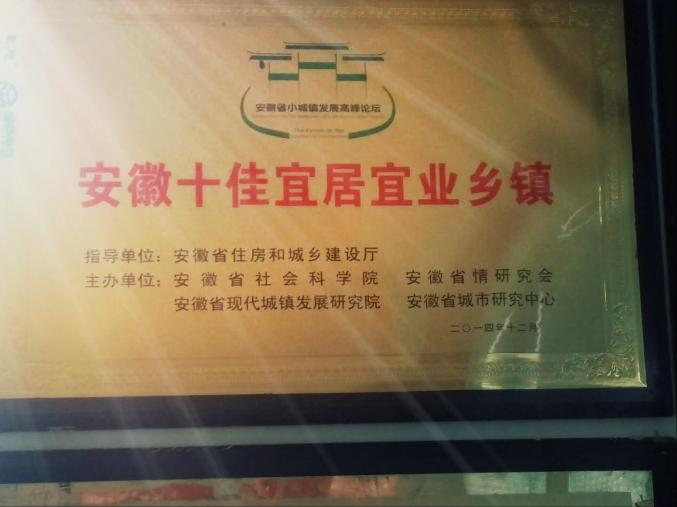 安徽省小城镇发展高峰论坛
安徽十佳宜居宜业乡镇
指导单位：安徽省住房和城乡建设厅
主办单位：安徽省社会科学院 安徽省情研究会
安徽省现代城镇发展研究院 安徽省城市研究中心
二〇一四年十二月